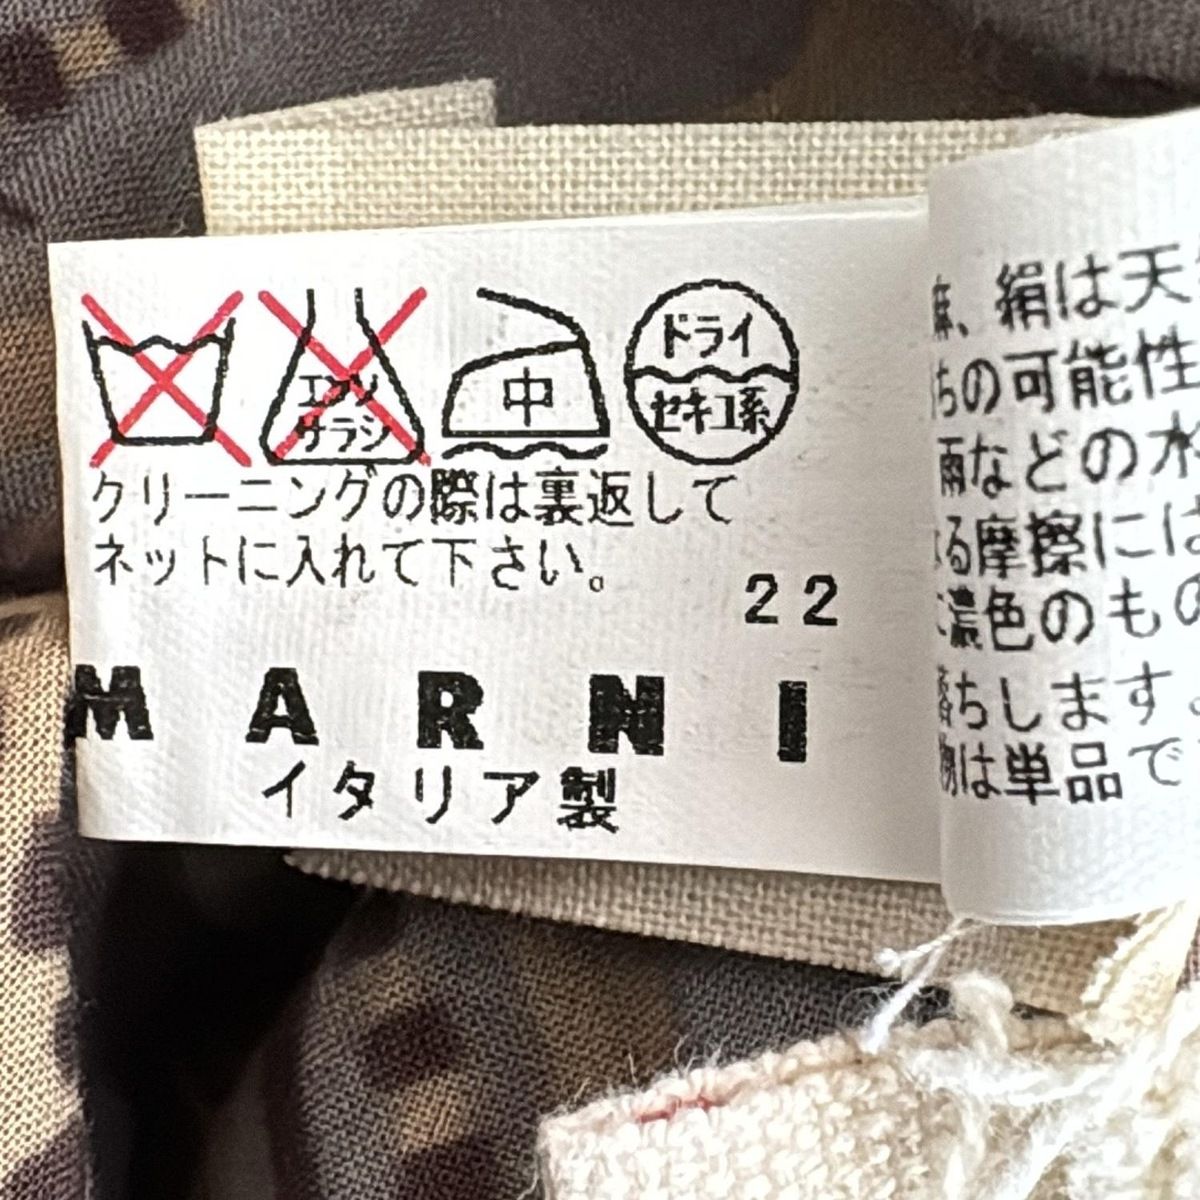 エンソ
サラシ
中
ドライ
セキユ系
クリーニングの際は裏返して
ネットに入れて下さい。
22
MARNI
イタリア製
麻、絹は天
ちの可能性
雨などの水
る摩擦には
に濃色のもの
落ちします。
物は単品で